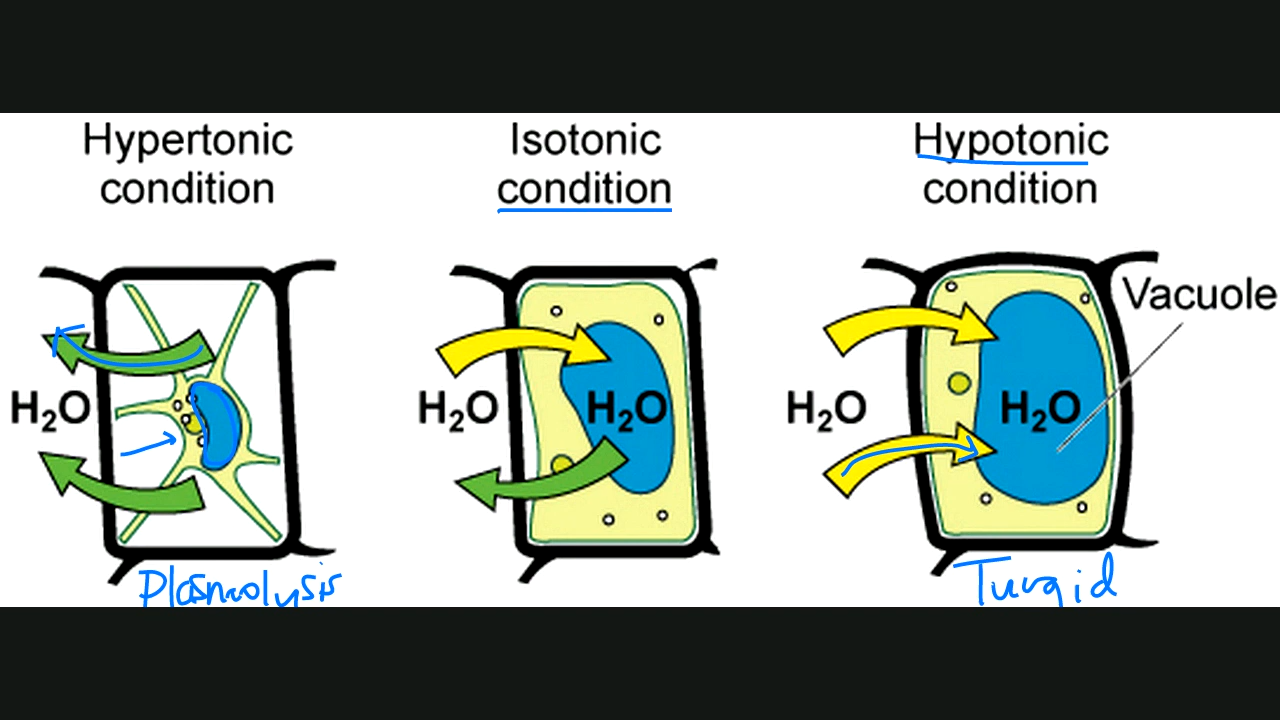 Hypertonic
condition
Isotonic
condition
Hypotonic
condition
Vacuole
H₂O
H₂O
H₂O
H₂O
H₂O
Plasmolysis
Turgid